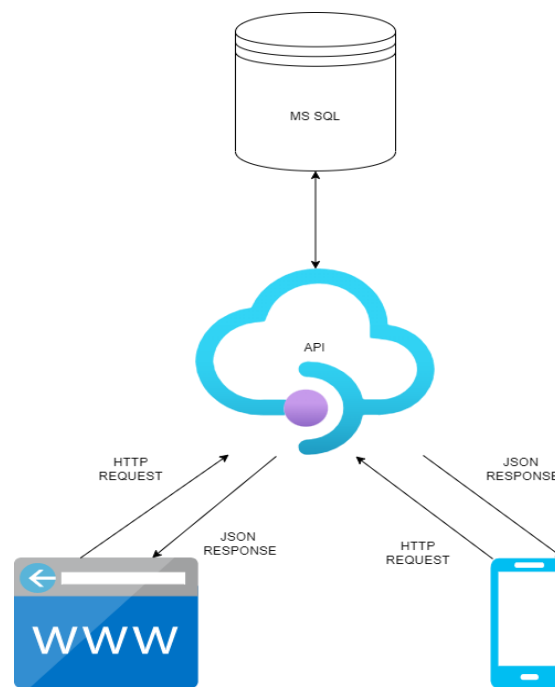 MS SQL
API
HTTP
REQUEST
JSON
RESPONSE
JSON
RESPONSE
HTTP
REQUEST
WWW